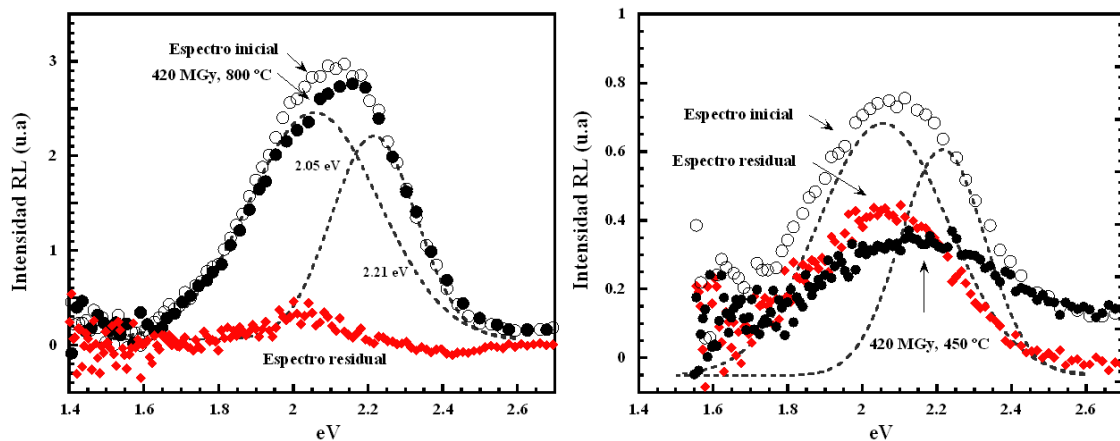 3
2
1
0
Intensidad RL (u.a)
Espectro inicial
420 MGy, 800 ºC
2.05 eV
2.21 eV
Espectro residual
1.4
1.6
1.8
2
2.2
2.4
2.6
eV
1
0.8
0.6
0.4
0.2
0
Intensidad RL (u.a)
Espectro inicial
Espectro residual
420 MGy, 450 ºC
1.4
1.6
1.8
2
2.2
2.4
2.6
eV